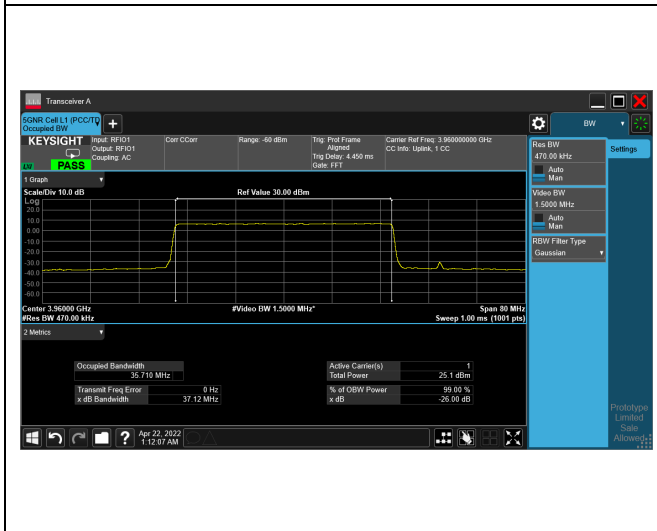 Transceiver A
5GNR Cell L1 (PCC/TD
Occupied BW
BW
KEYSIGHT
LXI
PASS
Input: RFIO1
Output: RFIO1
Coupling: AC
Corr CCorr
Range: -60 dBm
Trig: Prot Frame
Aligned
Trig Delay: 4.450 ms
Gate: FFT
Carrier Ref Freq: 3.960000000 GHz
CC Info: Uplink, 1 CC
1 Graph
Scale/Div 10.0 dB
Ref Value 30.00 dBm
Log
20.0
10.0
0.00
-10.0
-20.0
-30.0
-40.0
-50.0
-60.0
Center 3.96000 GHz
#Video BW 1.5000 MHz*
Span 80 MHz
#Res BW 470.00 kHz
Sweep 1.00 ms (1001 pts)
2 Metrics
Occupied Bandwidth
35.710 MHz
Transmit Freq Error 0 Hz
x dB Bandwidth 37.12 MHz
Active Carrier(s) 1
Total Power 25.1 dBm
% of OBW Power 99.00 %
x dB -26.00 dB
Res BW
470.00 kHz
Auto
Man
Video BW
1.5000 MHz
Auto
Man
RBW Filter Type
Gaussian
Settings
Prototype
Limited
Sale
Allowed
Apr 22, 2022
1:12:07 AM